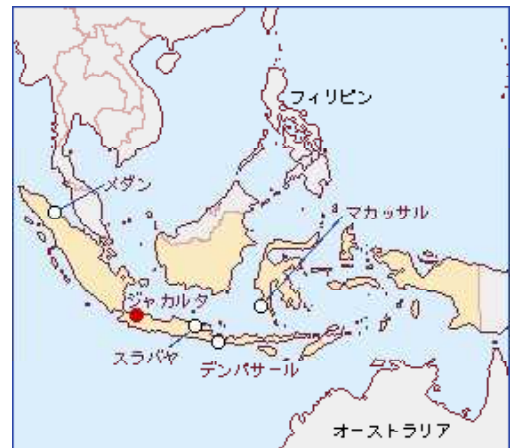 フィリピン
メダン
マカッサル
ジャカルタ
スラバヤ
デンパサール
オーストラリア